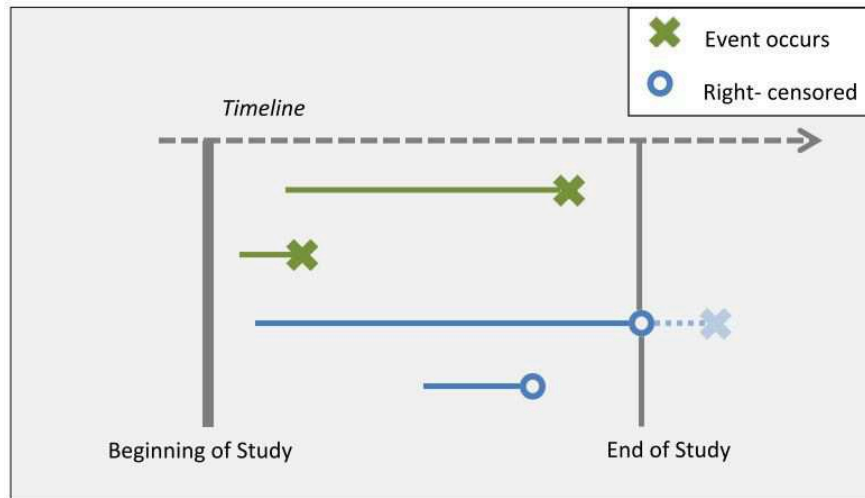 Event occurs
Right- censored
Timeline
Beginning of Study
End of Study